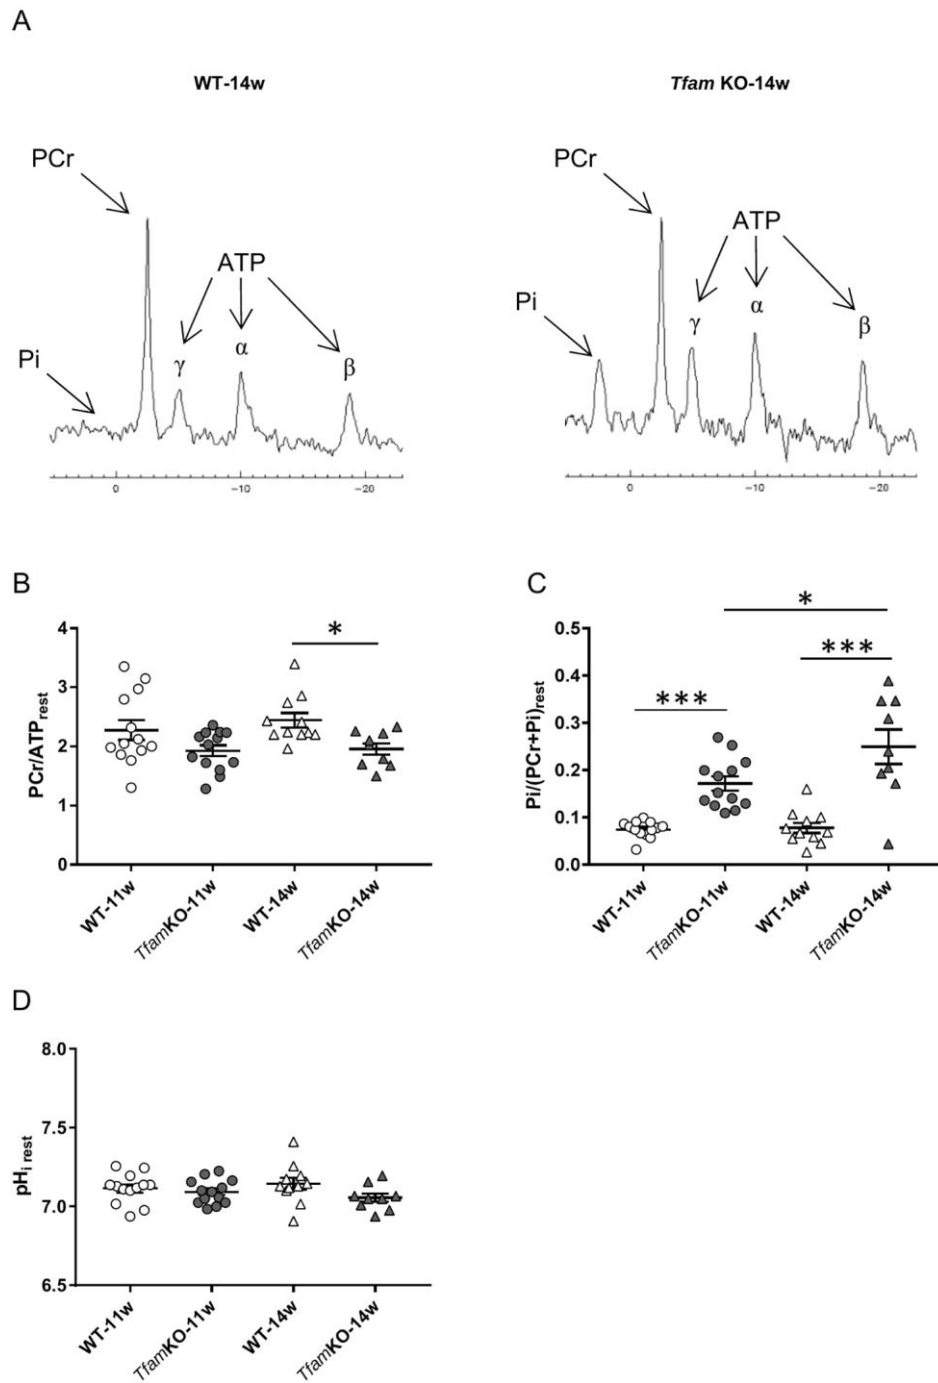 A
WT-14w
Tfam KO-14w
PCr
ATP
Pi
γ
α
β
0
−10
−20
PCr
ATP
Pi
γ
α
β
0
−10
−20
B
PCr/ATPrest
4
3
2
1
0
*
WT-11w
TfamKO-11w
WT-14w
TfamKO-14w
C
Pi/(PCr+Pi)rest
0.5
0.4
0.3
0.2
0.1
0.0
***
*
***
WT-11w
TfamKO-11w
WT-14w
TfamKO-14w
D
pHi rest
8.0
7.5
7.0
6.5
WT-11w
TfamKO-11w
WT-14w
TfamKO-14w